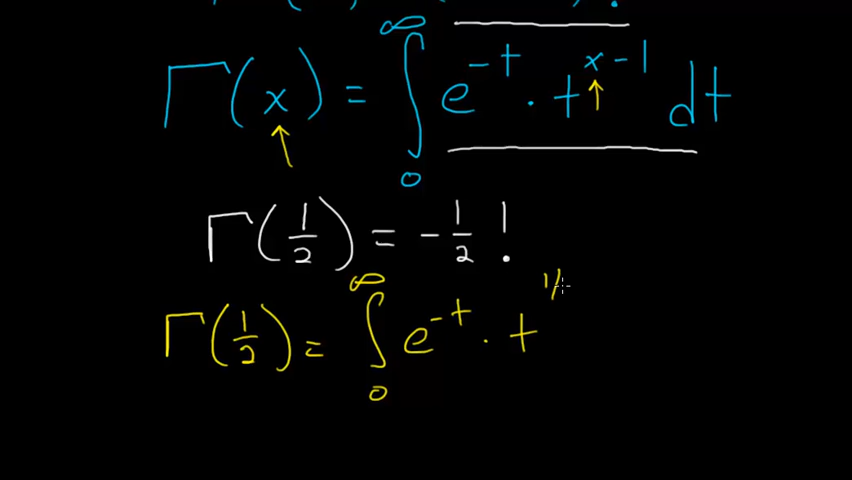 Γ(x) = ∫₀^∞ e^(-t) · t^(x-1) dt
Γ(1/2) = -1/2 !
Γ(1/2) = ∫₀^∞ e^(-t) · t^(1/